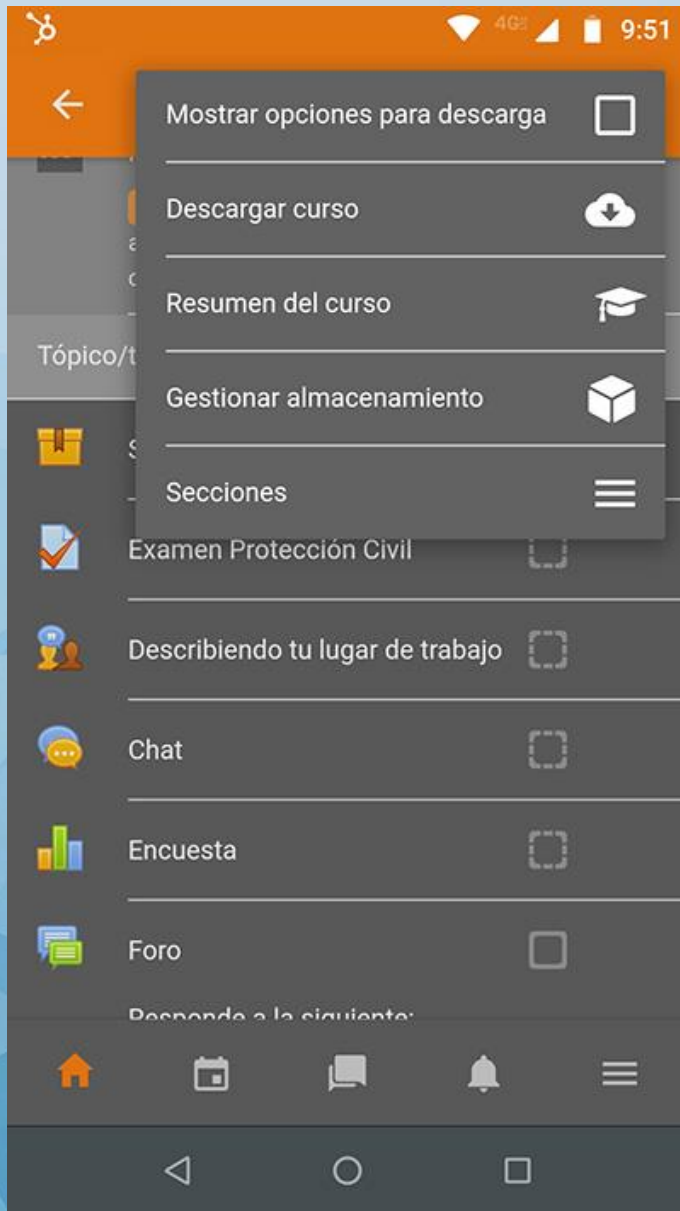 4G
9:51
Mostrar opciones para descarga
Descargar curso
Resumen del curso
Tópico/t
Gestionar almacenamiento
Secciones
Examen Protección Civil
Describiendo tu lugar de trabajo
Chat
Encuesta
Foro
Responde a la siguiente: